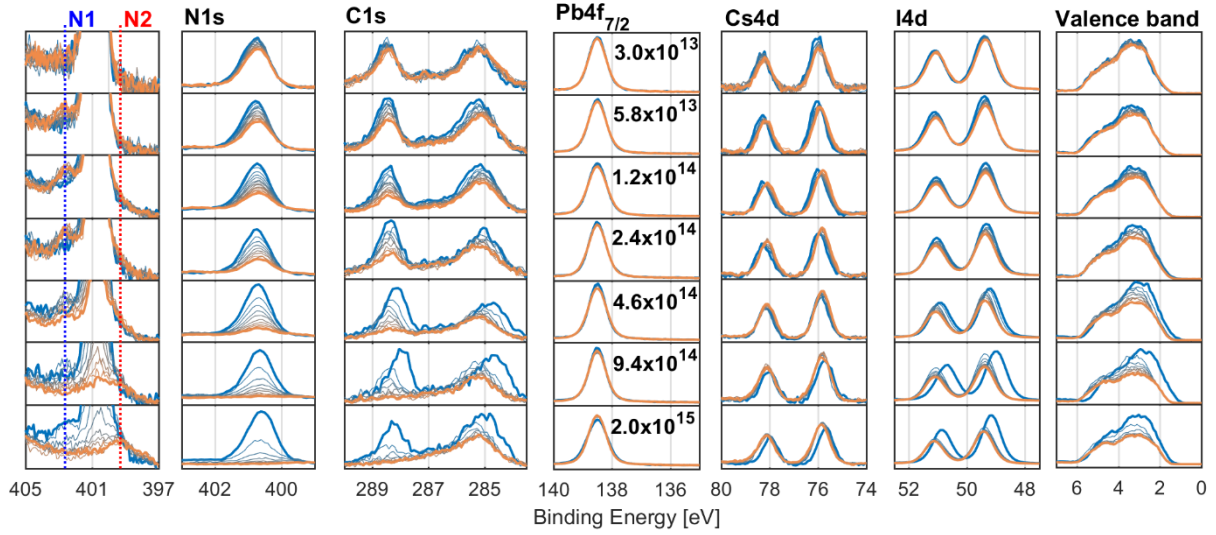 N1 N2 N1s C1s Pb4f7/2 Cs4d I4d Valence band
3.0x10¹³
5.8x10¹³
1.2x10¹⁴
2.4x10¹⁴
4.6x10¹⁴
9.4x10¹⁴
2.0x10¹⁵
405 401 397 402 400 289 287 285 140 138 136 80 78 76 74 52 50 48 6 4 2 0
Binding Energy [eV]